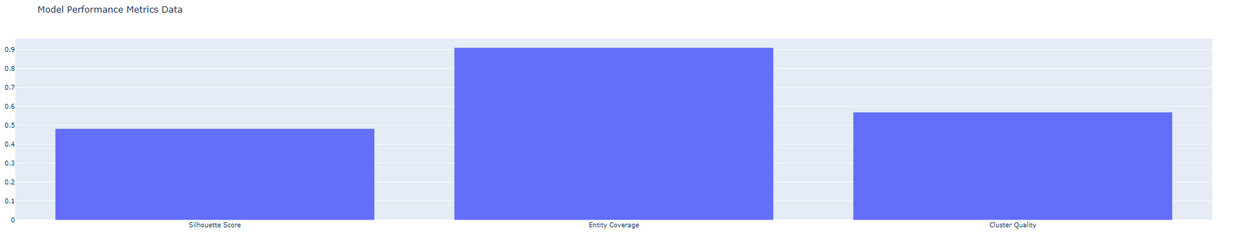 Model Performance Metrics Data
0.9
0.8
0.7
0.6
0.5
0.4
0.3
0.2
0.1
0
Silhouette Score
Entity Coverage
Cluster Quality